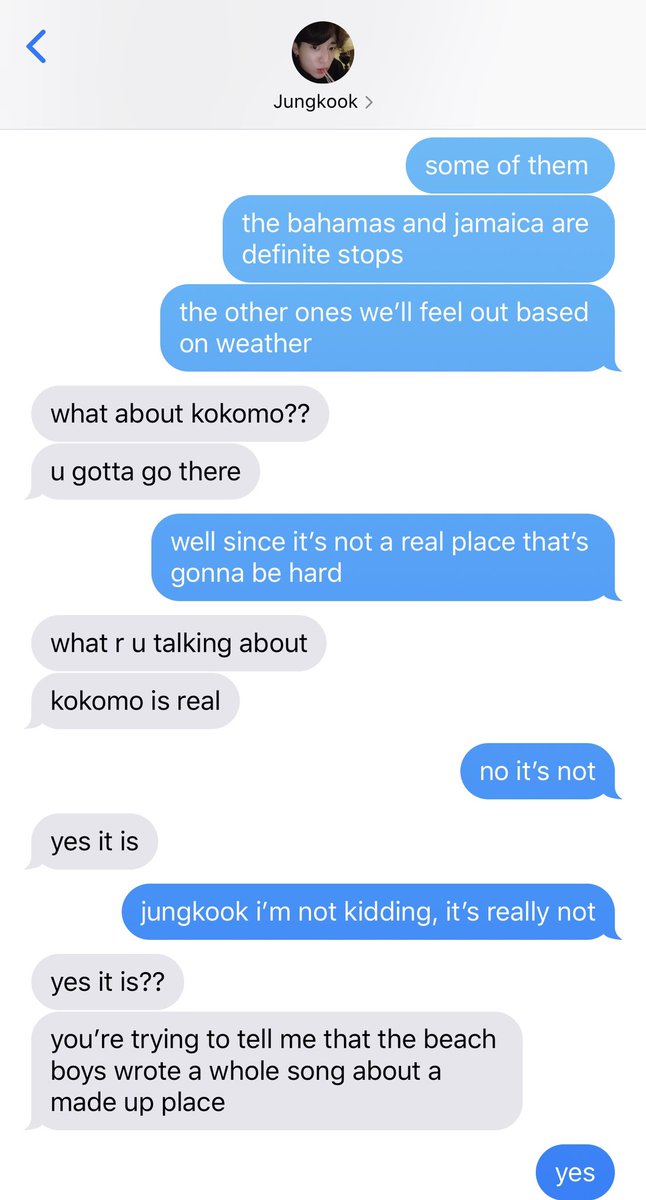 Jungkook
some of them
the bahamas and jamaica are
definite stops
the other ones we’ll feel out based
on weather
what about kokomo??
u gotta go there
well since it’s not a real place that’s
gonna be hard
what r u talking about
kokomo is real
no it’s not
yes it is
jungkook i’m not kidding, it’s really not
yes it is??
you’re trying to tell me that the beach
boys wrote a whole song about a
made up place
yes